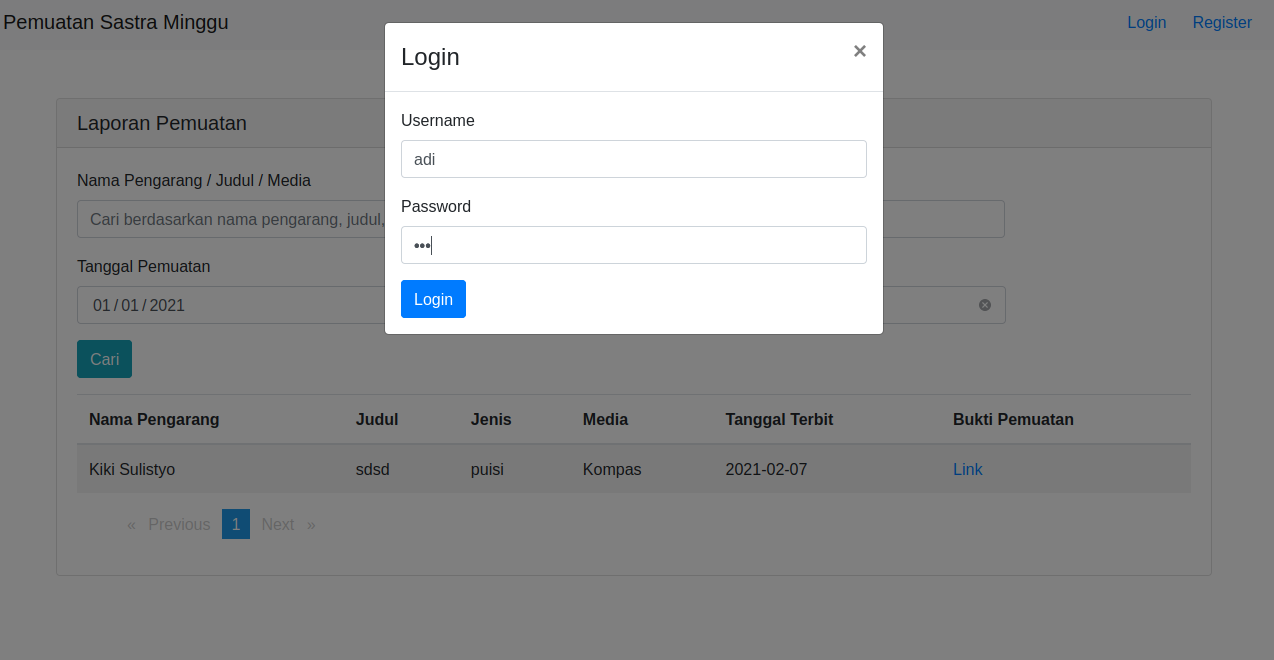 Pemuatan Sastra Minggu
Login Register
Login ×
Username
adi
Password
•••
Login
Laporan Pemuatan
Nama Pengarang / Judul / Media
Cari berdasarkan nama pengarang, judul,
Tanggal Pemuatan
01 / 01 / 2021
Cari
Nama Pengarang Judul Jenis Media Tanggal Terbit Bukti Pemuatan
Kiki Sulistyo sdsd puisi Kompas 2021-02-07 Link
« Previous 1 Next »